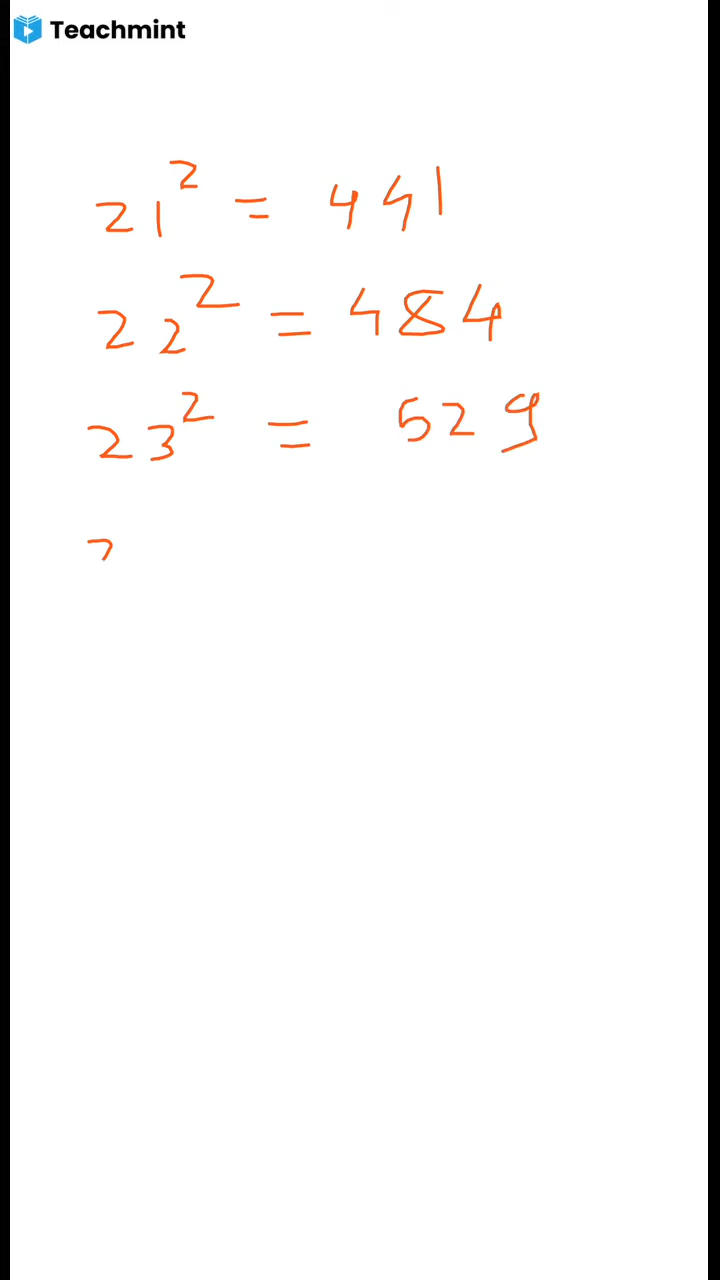 Teachmint
21² = 441
22² = 484
23² = 529